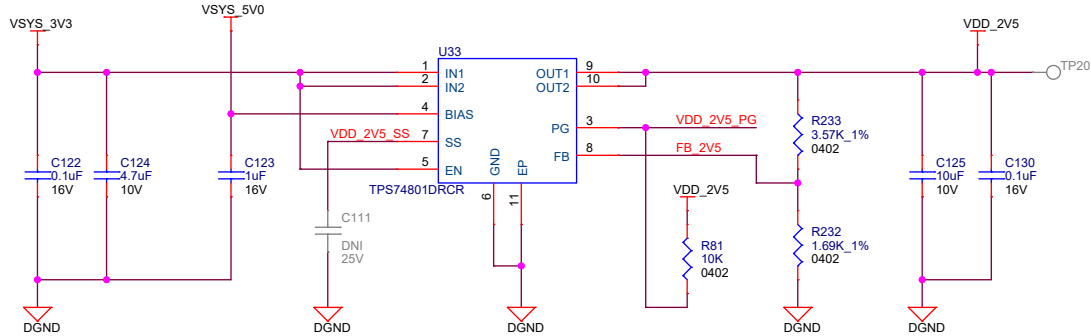 VSYS_3V3
VSYS_5V0
VDD_2V5
U33
TP20
1
IN1
OUT1
9
2
IN2
OUT2
10
4
BIAS
PG
3
VDD_2V5_PG
R233
3.57K_1%
0402
VDD_2V5_SS
7
SS
FB
8
FB_2V5
5
EN
GND
EP
TPS74801DRCR
6
11
C122
0.1uF
16V
C124
4.7uF
10V
C123
1uF
16V
C125
10uF
10V
C130
0.1uF
16V
VDD_2V5
C111
DNI
25V
R81
10K
0402
R232
1.69K_1%
0402
DGND
DGND
DGND
DGND
DGND